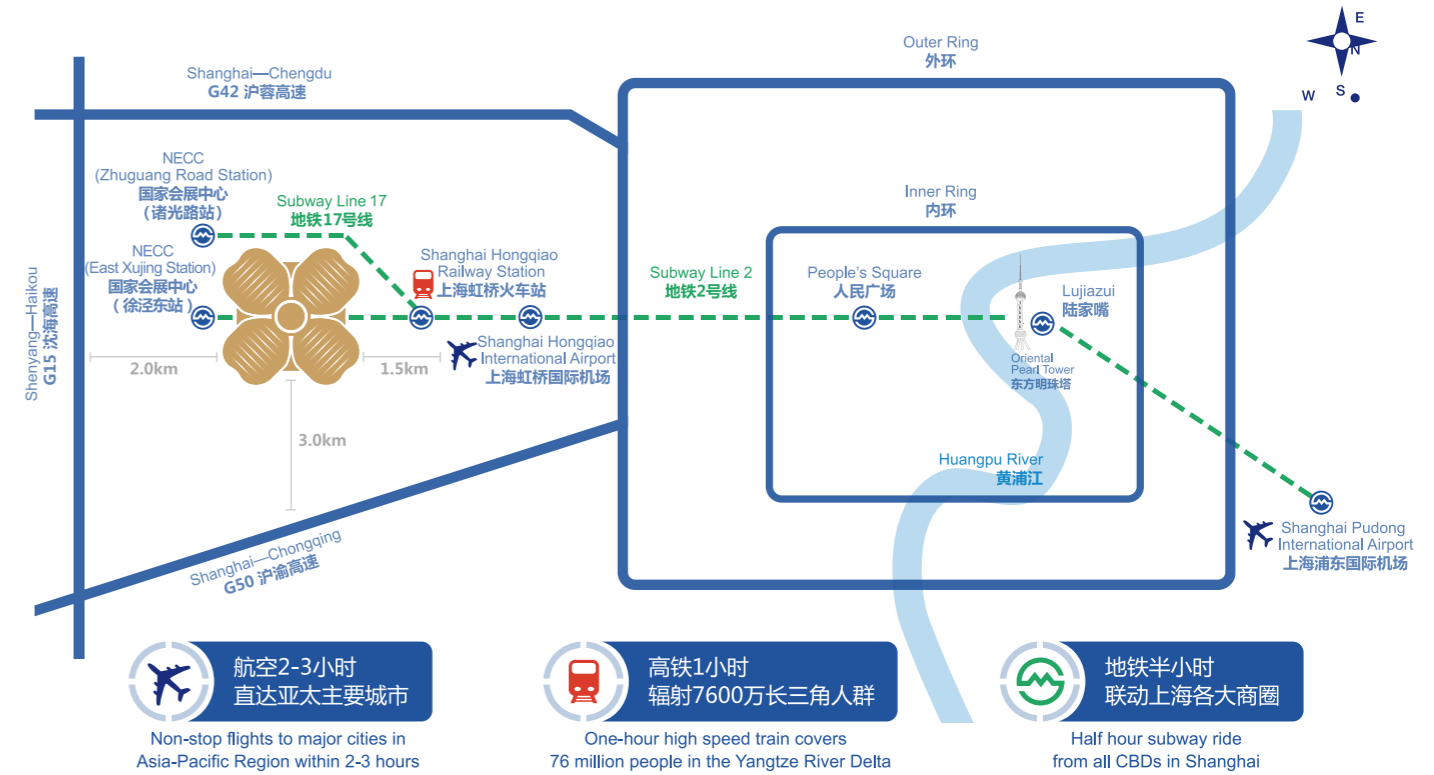 Outer Ring
外环
E
N
W
S
Shanghai—Chengdu
G42 沪蓉高速
NECC
(Zhuguang Road Station)
国家会展中心
（诸光路站）
Subway Line 17
地铁17号线
Inner Ring
内环
NECC
(East Xujing Station)
国家会展中心
（徐泾东站）
Shanghai Hongqiao
Railway Station
上海虹桥火车站
Subway Line 2
地铁2号线
People's Square
人民广场
Lujiazui
陆家嘴
Shenyang—Haikou
G15 沈海高速
2.0km
1.5km
Shanghai Hongqiao
International Airport
上海虹桥国际机场
Oriental
Pearl Tower
东方明珠塔
3.0km
Huangpu River
黄浦江
Shanghai Pudong
International Airport
上海浦东国际机场
Shanghai—Chongqing
G50 沪渝高速
航空2-3小时
直达亚太主要城市
Non-stop flights to major cities in
Asia-Pacific Region within 2-3 hours
高铁1小时
辐射7600万长三角人群
One-hour high speed train covers
76 million people in the Yangtze River Delta
地铁半小时
联动上海各大商圈
Half hour subway ride
from all CBDs in Shanghai